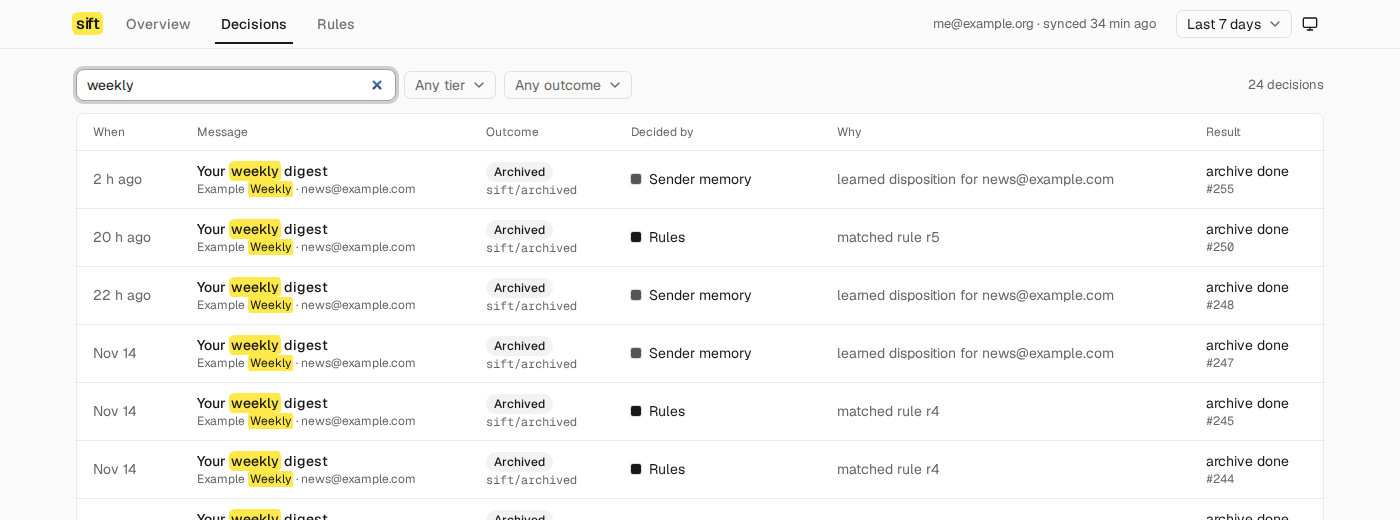 sift Overview Decisions Rules me@example.org · synced 34 min ago Last 7 days
weekly Any tier Any outcome 24 decisions
When Message Outcome Decided by Why Result
2 h ago Your weekly digest Archived Sender memory learned disposition for news@example.com archive done
Example Weekly · news@example.com sift/archived #255
20 h ago Your weekly digest Archived Rules matched rule r5 archive done
Example Weekly · news@example.com sift/archived #250
22 h ago Your weekly digest Archived Sender memory learned disposition for news@example.com archive done
Example Weekly · news@example.com sift/archived #248
Nov 14 Your weekly digest Archived Sender memory learned disposition for news@example.com archive done
Example Weekly · news@example.com sift/archived #247
Nov 14 Your weekly digest Archived Rules matched rule r4 archive done
Example Weekly · news@example.com sift/archived #245
Nov 14 Your weekly digest Archived Rules matched rule r4 archive done
Example Weekly · news@example.com sift/archived #244
Your weekly digest Archived archive done